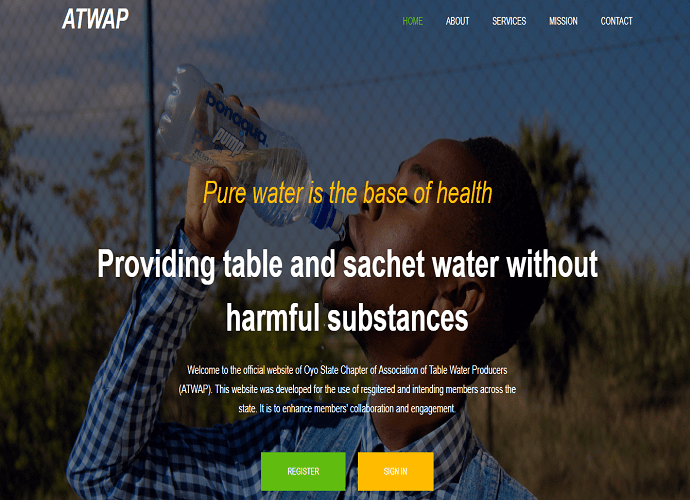 ATWAP
HOME ABOUT SERVICES MISSION CONTACT
bonaqua
PUMP
Pure water is the base of health
Providing table and sachet water without
harmful substances
Welcome to the official website of Oyo State Chapter of Association of Table Water Producers
(ATWAP). This website was developed for the use of resgitered and intending members across the
state. It is to enhance members' collaboration and engagement.
REGISTER SIGN IN